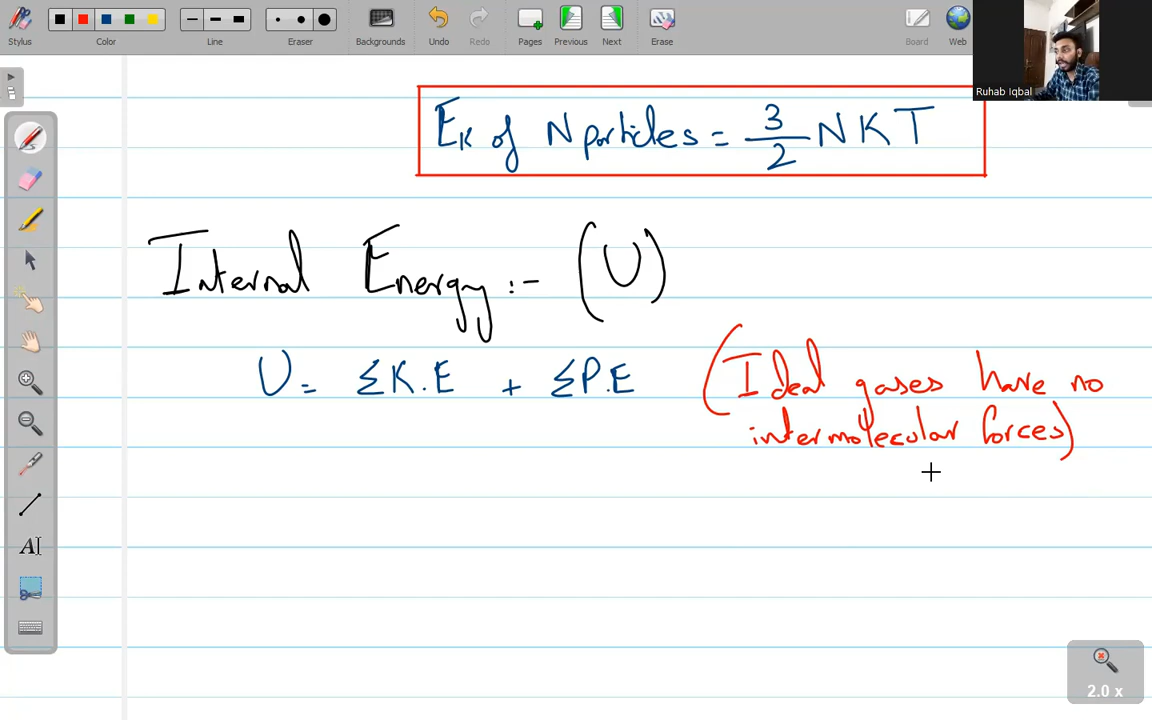 Stylus Color Line Eraser Backgrounds Undo Redo Pages Previous Next Erase Board Web
Ruhab Iqbal
EK of N particles = 3/2 NKT
Internal Energy :- (U)
U = ΣK.E + ΣP.E (Ideal gases have no
intermolecular forces)
A
2.0 x